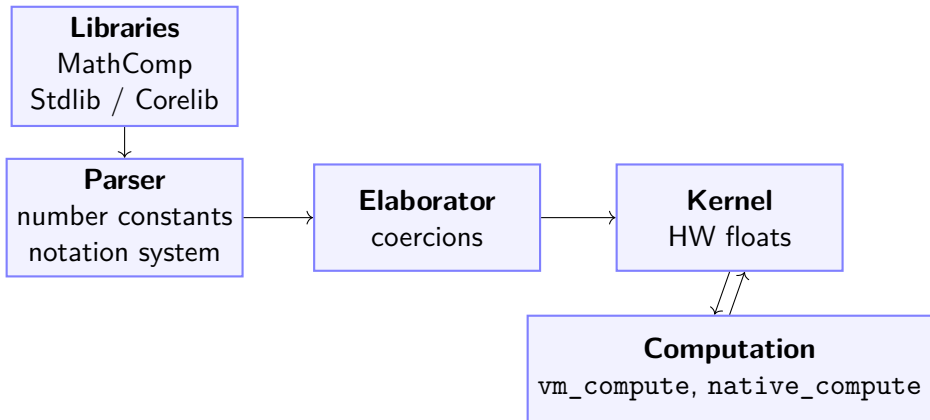 Libraries
MathComp
Stdlib / Corelib
Parser
number constants
notation system
Elaborator
coercions
Kernel
HW floats
Computation
vm_compute, native_compute